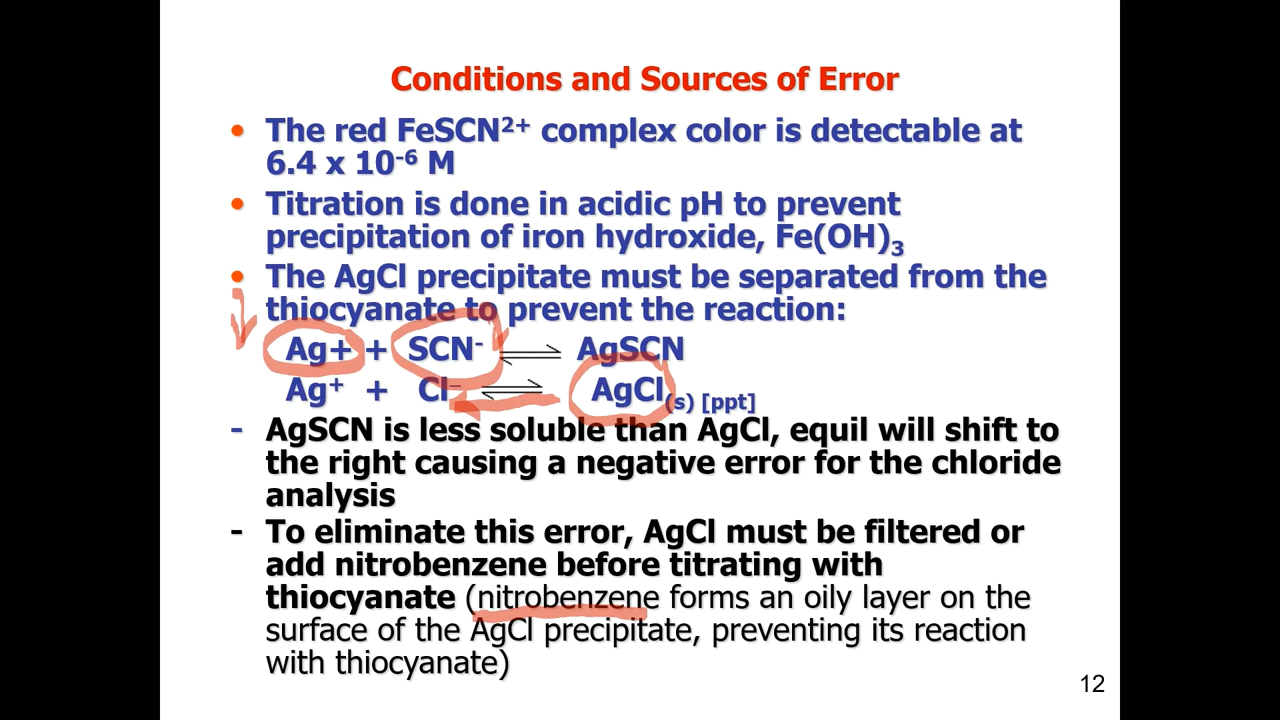 Conditions and Sources of Error
• The red FeSCN²⁺ complex color is detectable at
6.4 x 10⁻⁶ M
• Titration is done in acidic pH to prevent
precipitation of iron hydroxide, Fe(OH)₃
• The AgCl precipitate must be separated from the
thiocyanate to prevent the reaction:
Ag+ + SCN⁻ ⇌ AgSCN
Ag⁺ + Cl⁻ ⇌ AgCl₍s₎ [ppt]
- AgSCN is less soluble than AgCl, equil will shift to
the right causing a negative error for the chloride
analysis
- To eliminate this error, AgCl must be filtered or
add nitrobenzene before titrating with
thiocyanate (nitrobenzene forms an oily layer on the
surface of the AgCl precipitate, preventing its reaction
with thiocyanate)
12